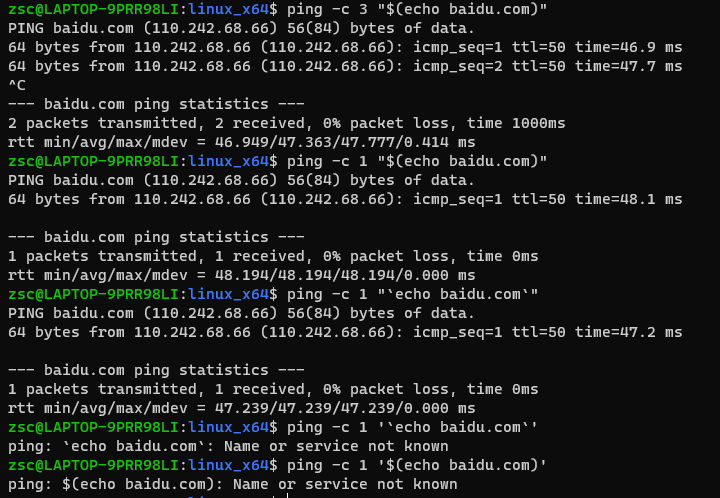 zsc@LAPTOP-9PRR98LI:linux_x64$ ping -c 3 "$(echo baidu.com)"
PING baidu.com (110.242.68.66) 56(84) bytes of data.
64 bytes from 110.242.68.66 (110.242.68.66): icmp_seq=1 ttl=50 time=46.9 ms
64 bytes from 110.242.68.66 (110.242.68.66): icmp_seq=2 ttl=50 time=47.7 ms
^C
--- baidu.com ping statistics ---
2 packets transmitted, 2 received, 0% packet loss, time 1000ms
rtt min/avg/max/mdev = 46.949/47.363/47.777/0.414 ms
zsc@LAPTOP-9PRR98LI:linux_x64$ ping -c 1 "$(echo baidu.com)"
PING baidu.com (110.242.68.66) 56(84) bytes of data.
64 bytes from 110.242.68.66 (110.242.68.66): icmp_seq=1 ttl=50 time=48.1 ms

--- baidu.com ping statistics ---
1 packets transmitted, 1 received, 0% packet loss, time 0ms
rtt min/avg/max/mdev = 48.194/48.194/48.194/0.000 ms
zsc@LAPTOP-9PRR98LI:linux_x64$ ping -c 1 "`echo baidu.com`"
PING baidu.com (110.242.68.66) 56(84) bytes of data.
64 bytes from 110.242.68.66 (110.242.68.66): icmp_seq=1 ttl=50 time=47.2 ms

--- baidu.com ping statistics ---
1 packets transmitted, 1 received, 0% packet loss, time 0ms
rtt min/avg/max/mdev = 47.239/47.239/47.239/0.000 ms
zsc@LAPTOP-9PRR98LI:linux_x64$ ping -c 1 '`echo baidu.com`'
ping: `echo baidu.com`: Name or service not known
zsc@LAPTOP-9PRR98LI:linux_x64$ ping -c 1 '$(echo baidu.com)'
ping: $(echo baidu.com): Name or service not known